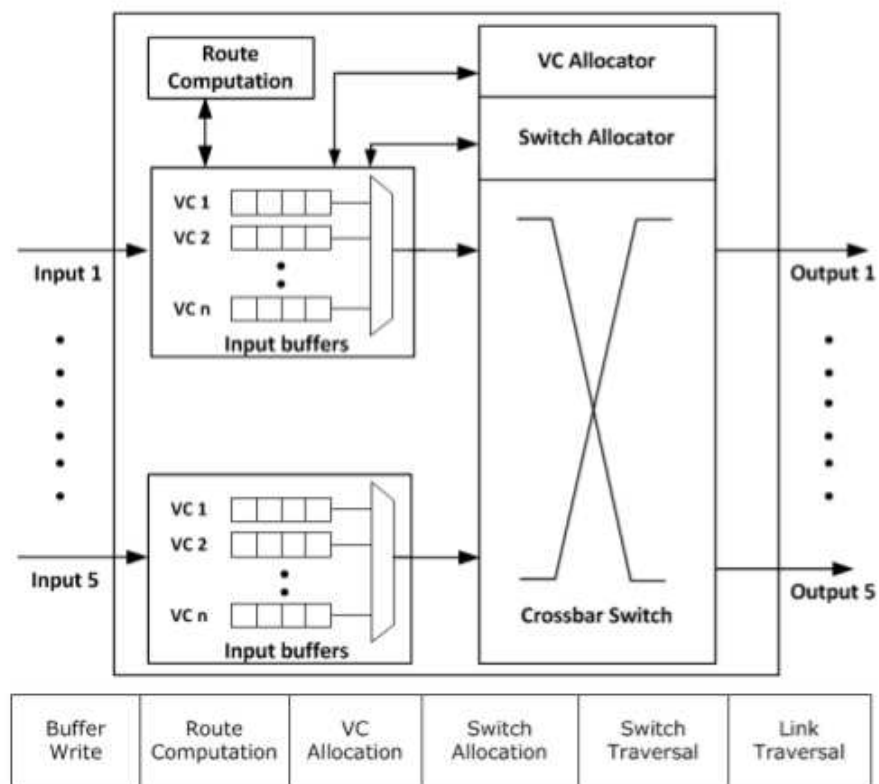 Route
Computation
VC Allocator
Switch Allocator
VC 1
VC 2
VC n
Input buffers
Input 1
Output 1
VC 1
VC 2
VC n
Input buffers
Input 5
Output 5
Crossbar Switch
Buffer
Write
Route
Computation
VC
Allocation
Switch
Allocation
Switch
Traversal
Link
Traversal